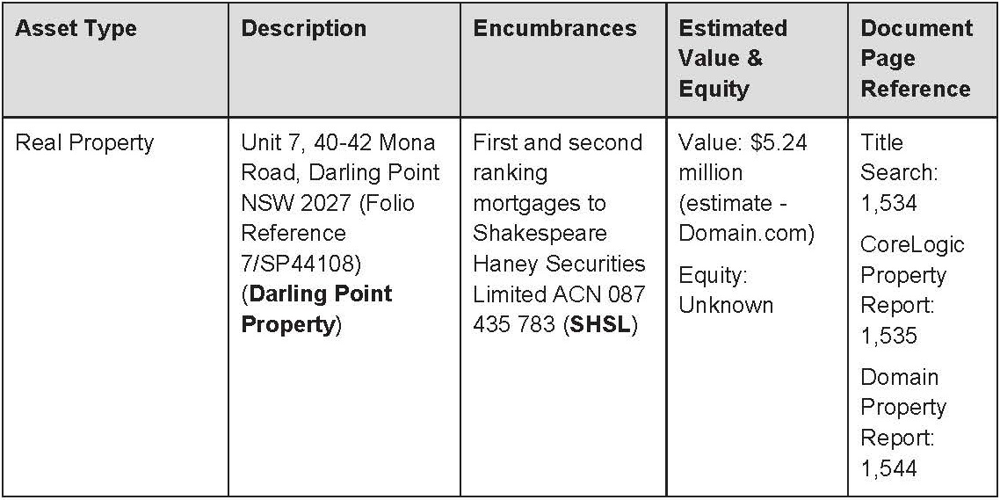 Asset Type
Description
Encumbrances
Estimated
Value &
Equity
Document
Page
Reference
Real Property
Unit 7, 40-42 Mona
Road, Darling Point
NSW 2027 (Folio
Reference
7/SP44108)
(Darling Point
Property)
First and second
ranking
mortgages to
Shakespeare
Haney Securities
Limited ACN 087
435 783 (SHSL)
Value: $5.24
million
(estimate -
Domain.com)
Equity:
Unknown
Title
Search:
1,534
CoreLogic
Property
Report:
1,535
Domain
Property
Report:
1,544